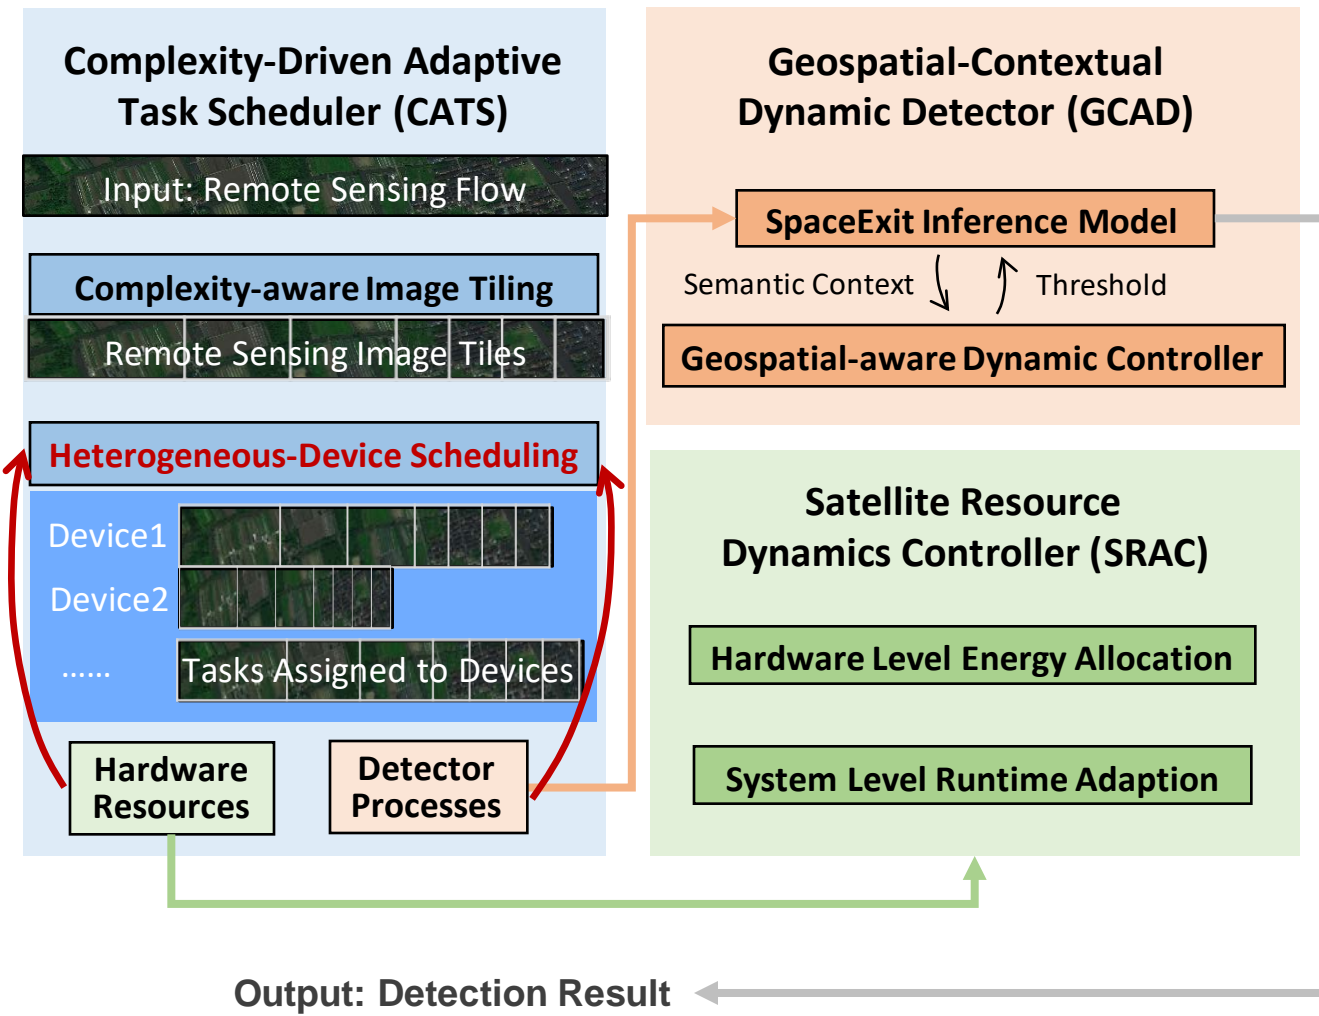 Complexity-Driven Adaptive
Task Scheduler (CATS)
Input: Remote Sensing Flow
Complexity-aware Image Tiling
Remote Sensing Image Tiles
Heterogeneous-Device Scheduling
Device1
Device2
......
Tasks Assigned to Devices
Hardware
Resources
Detector
Processes
Geospatial-Contextual
Dynamic Detector (GCAD)
SpaceExit Inference Model
Semantic Context
Threshold
Geospatial-aware Dynamic Controller
Satellite Resource
Dynamics Controller (SRAC)
Hardware Level Energy Allocation
System Level Runtime Adaption
Output: Detection Result